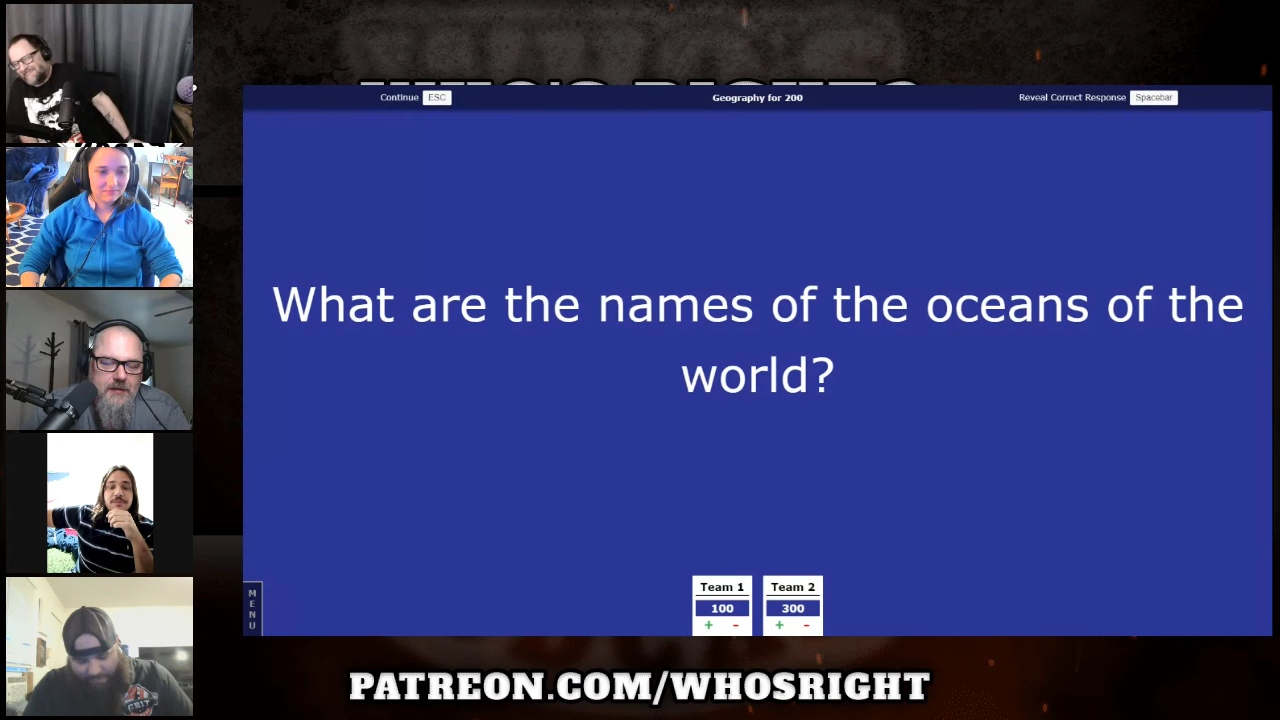 Continue ESC
Geography for 200
Reveal Correct Response Spacebar
What are the names of the oceans of the
world?
MENU
Team 1
100
+ -
Team 2
300
+ -
PATREON.COM/WHOSRIGHT